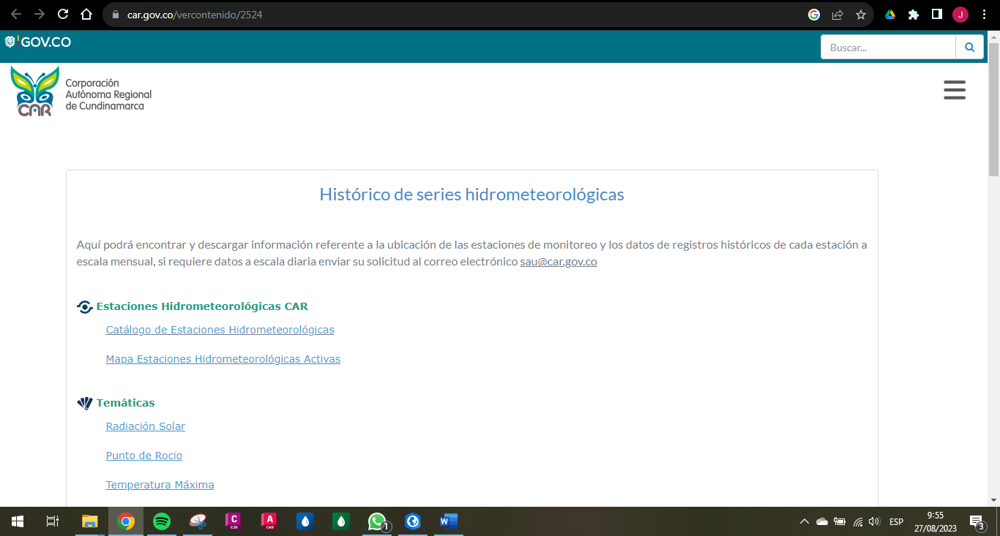 car.gov.co/vercontenido/2524
J
GOV.CO
Buscar...
CAR
Corporación
Autónoma Regional
de Cundinamarca
Histórico de series hidrometeorológicas
Aquí podrá encontrar y descargar información referente a la ubicación de las estaciones de monitoreo y los datos de registros históricos de cada estación a
escala mensual, si requiere datos a escala diaria enviar su solicitud al correo electrónico sau@car.gov.co
Estaciones Hidrometeorológicas CAR
Catálogo de Estaciones Hidrometeorológicas
Mapa Estaciones Hidrometeorológicas Activas
Temáticas
Radiación Solar
Punto de Rocio
Temperatura Máxima
C
C3D
A
CAD
1
W
ESP
9:55
27/08/2023
3